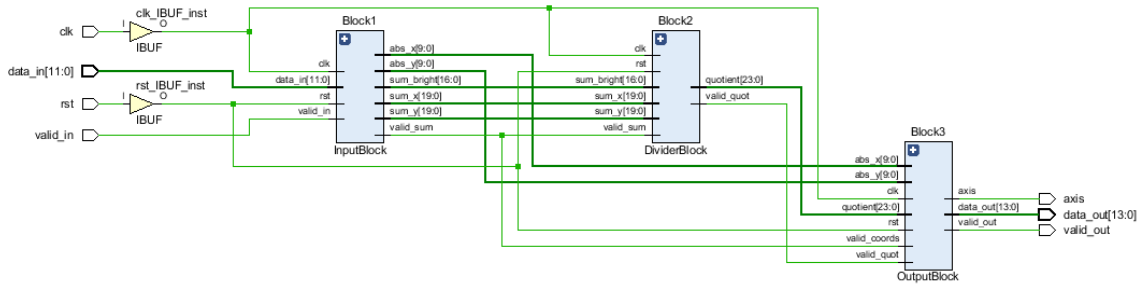 clk_IBUF_inst
clk
I
O
IBUF
data_in[11:0]
rst_IBUF_inst
rst
I
O
IBUF
valid_in
Block1
clk
data_in[11:0]
rst
valid_in
abs_x[9:0]
abs_y[9:0]
sum_bright[16:0]
sum_x[19:0]
sum_y[19:0]
valid_sum
InputBlock
Block2
clk
rst
sum_bright[16:0]
sum_x[19:0]
sum_y[19:0]
valid_sum
quotient[23:0]
valid_quot
DividerBlock
Block3
abs_x[9:0]
abs_y[9:0]
clk
quotient[23:0]
rst
valid_coords
valid_quot
axis
data_out[13:0]
valid_out
OutputBlock
axis
data_out[13:0]
valid_out